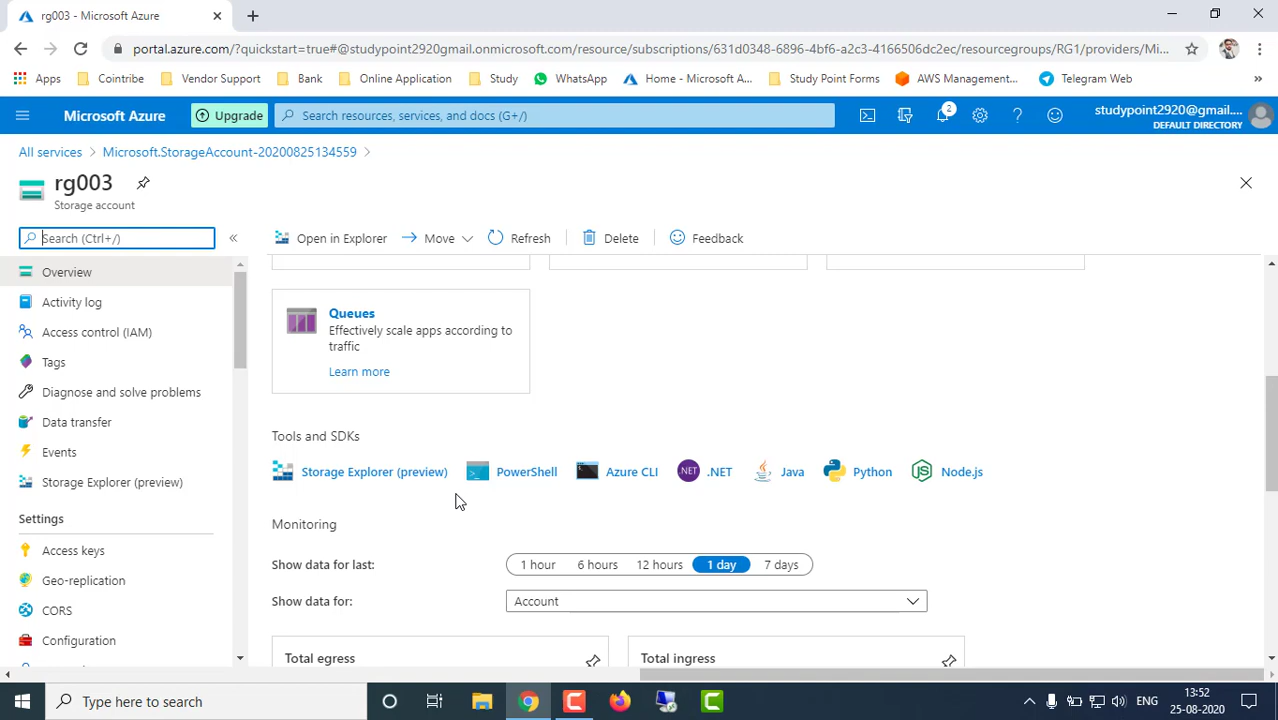 rg003 - Microsoft Azure
portal.azure.com/?quickstart=true#@studypoint2920gmail.onmicrosoft.com/resource/subscriptions/631d0348-6896-4bf6-a2c3-4166506dc2ec/resourcegroups/RG1/providers/Mi...
Apps Cointribe Vendor Support Bank Online Application Study WhatsApp Home - Microsoft A... Study Point Forms AWS Management... Telegram Web »
Microsoft Azure Upgrade Search resources, services, and docs (G+/) 2 studypoint2920@gmail....
DEFAULT DIRECTORY
All services > Microsoft.StorageAccount-20200825134559 >
rg003
Storage account
Search (Ctrl+/) « Open in Explorer Move Refresh Delete Feedback
Overview
Activity log
Access control (IAM)
Tags
Diagnose and solve problems
Data transfer
Events
Storage Explorer (preview)
Settings
Access keys
Geo-replication
CORS
Configuration
Queues
Effectively scale apps according to
traffic
Learn more
Tools and SDKs
Storage Explorer (preview) PowerShell Azure CLI .NET Java Python Node.js
Monitoring
Show data for last: 1 hour 6 hours 12 hours 1 day 7 days
Show data for: Account
Total egress Total ingress
Type here to search ENG 13:52
25-08-2020